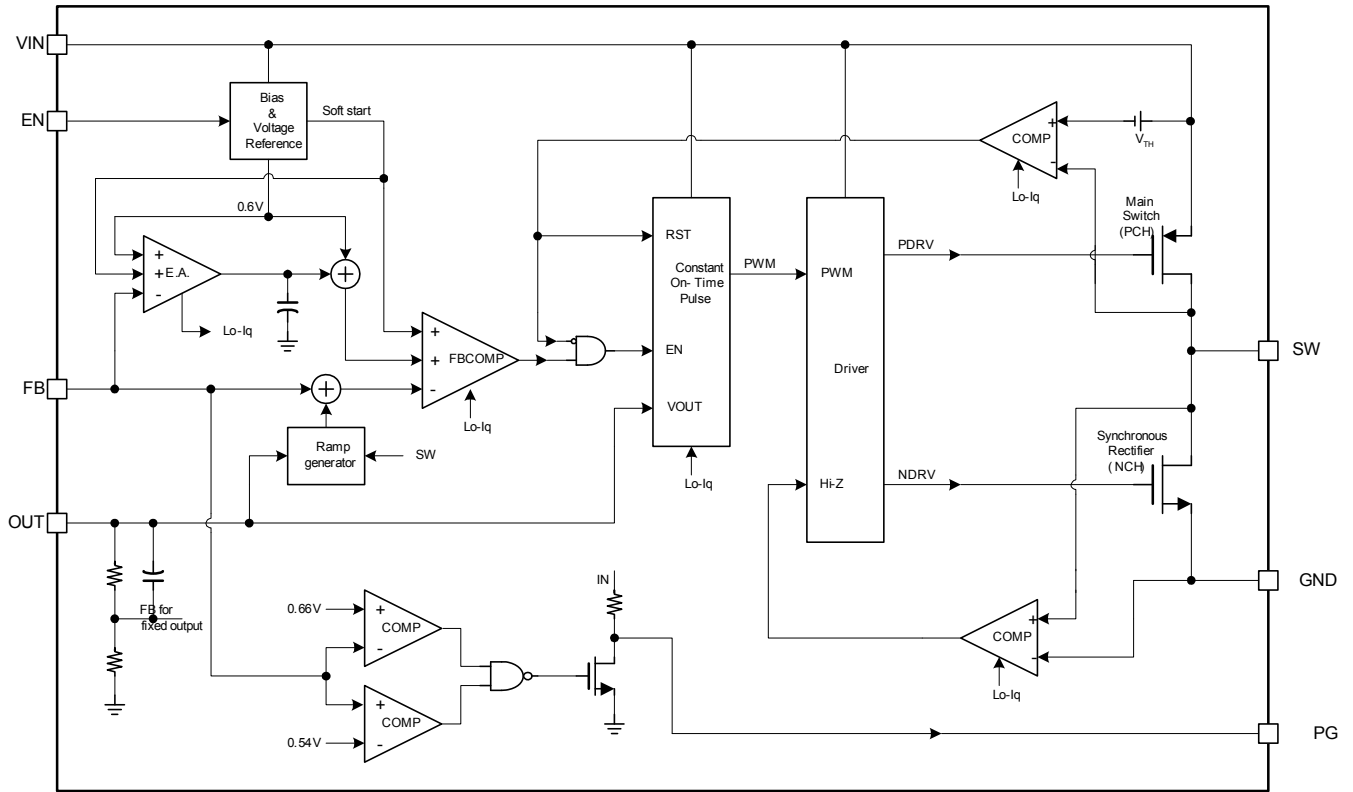 VIN
EN
Bias
&
Voltage
Reference
Soft start
0.6V
+
+
-
E.A.
Lo-Iq
+
+
-
FBCOMP
Lo-Iq
FB
+
+
Ramp
generator
SW
OUT
FB for
fixed output
RST
Constant
On- Time
Pulse
EN
VOUT
Lo-Iq
PWM
PWM
Driver
Hi-Z
PDRV
NDRV
+
-
COMP
Lo-Iq
VTH
Main
Switch
(PCH)
SW
Synchronous
Rectifier
( NCH)
GND
+
-
COMP
Lo-Iq
0.66V
+
-
COMP
0.54V
+
-
COMP
IN
PG